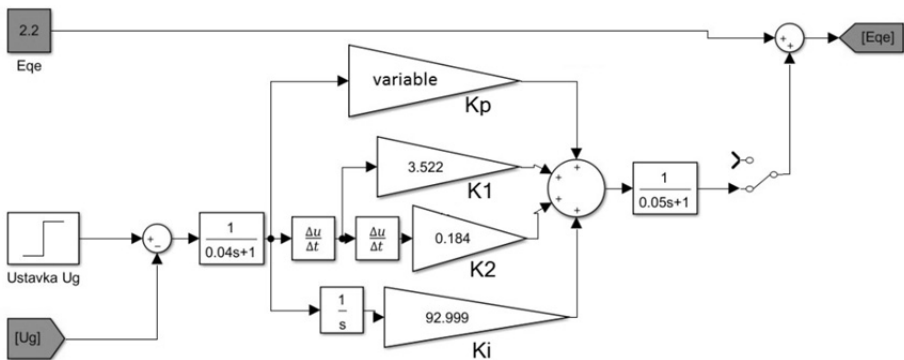 2.2
Eqe
[Eqe]
variable
Kp
3.522
K1
1
0.04s+1
Δu
Δt
Δu
Δt
0.184
K2
1
0.05s+1
Ustavka Ug
1
s
92.999
Ki
[Ug]